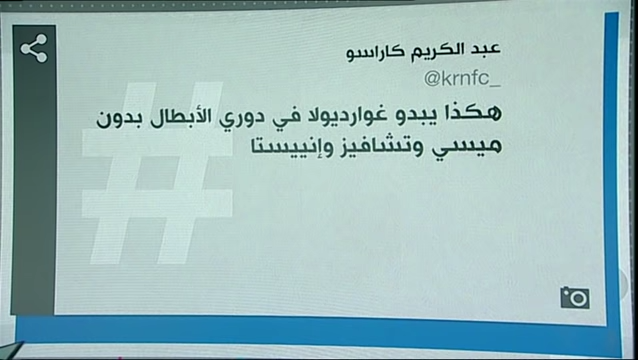 عبد الكريم كاراسو
@krnfc_
هكذا يبدو غوارديولا في دوري الأبطال بدون
ميسي وتشافيز وإنييستا